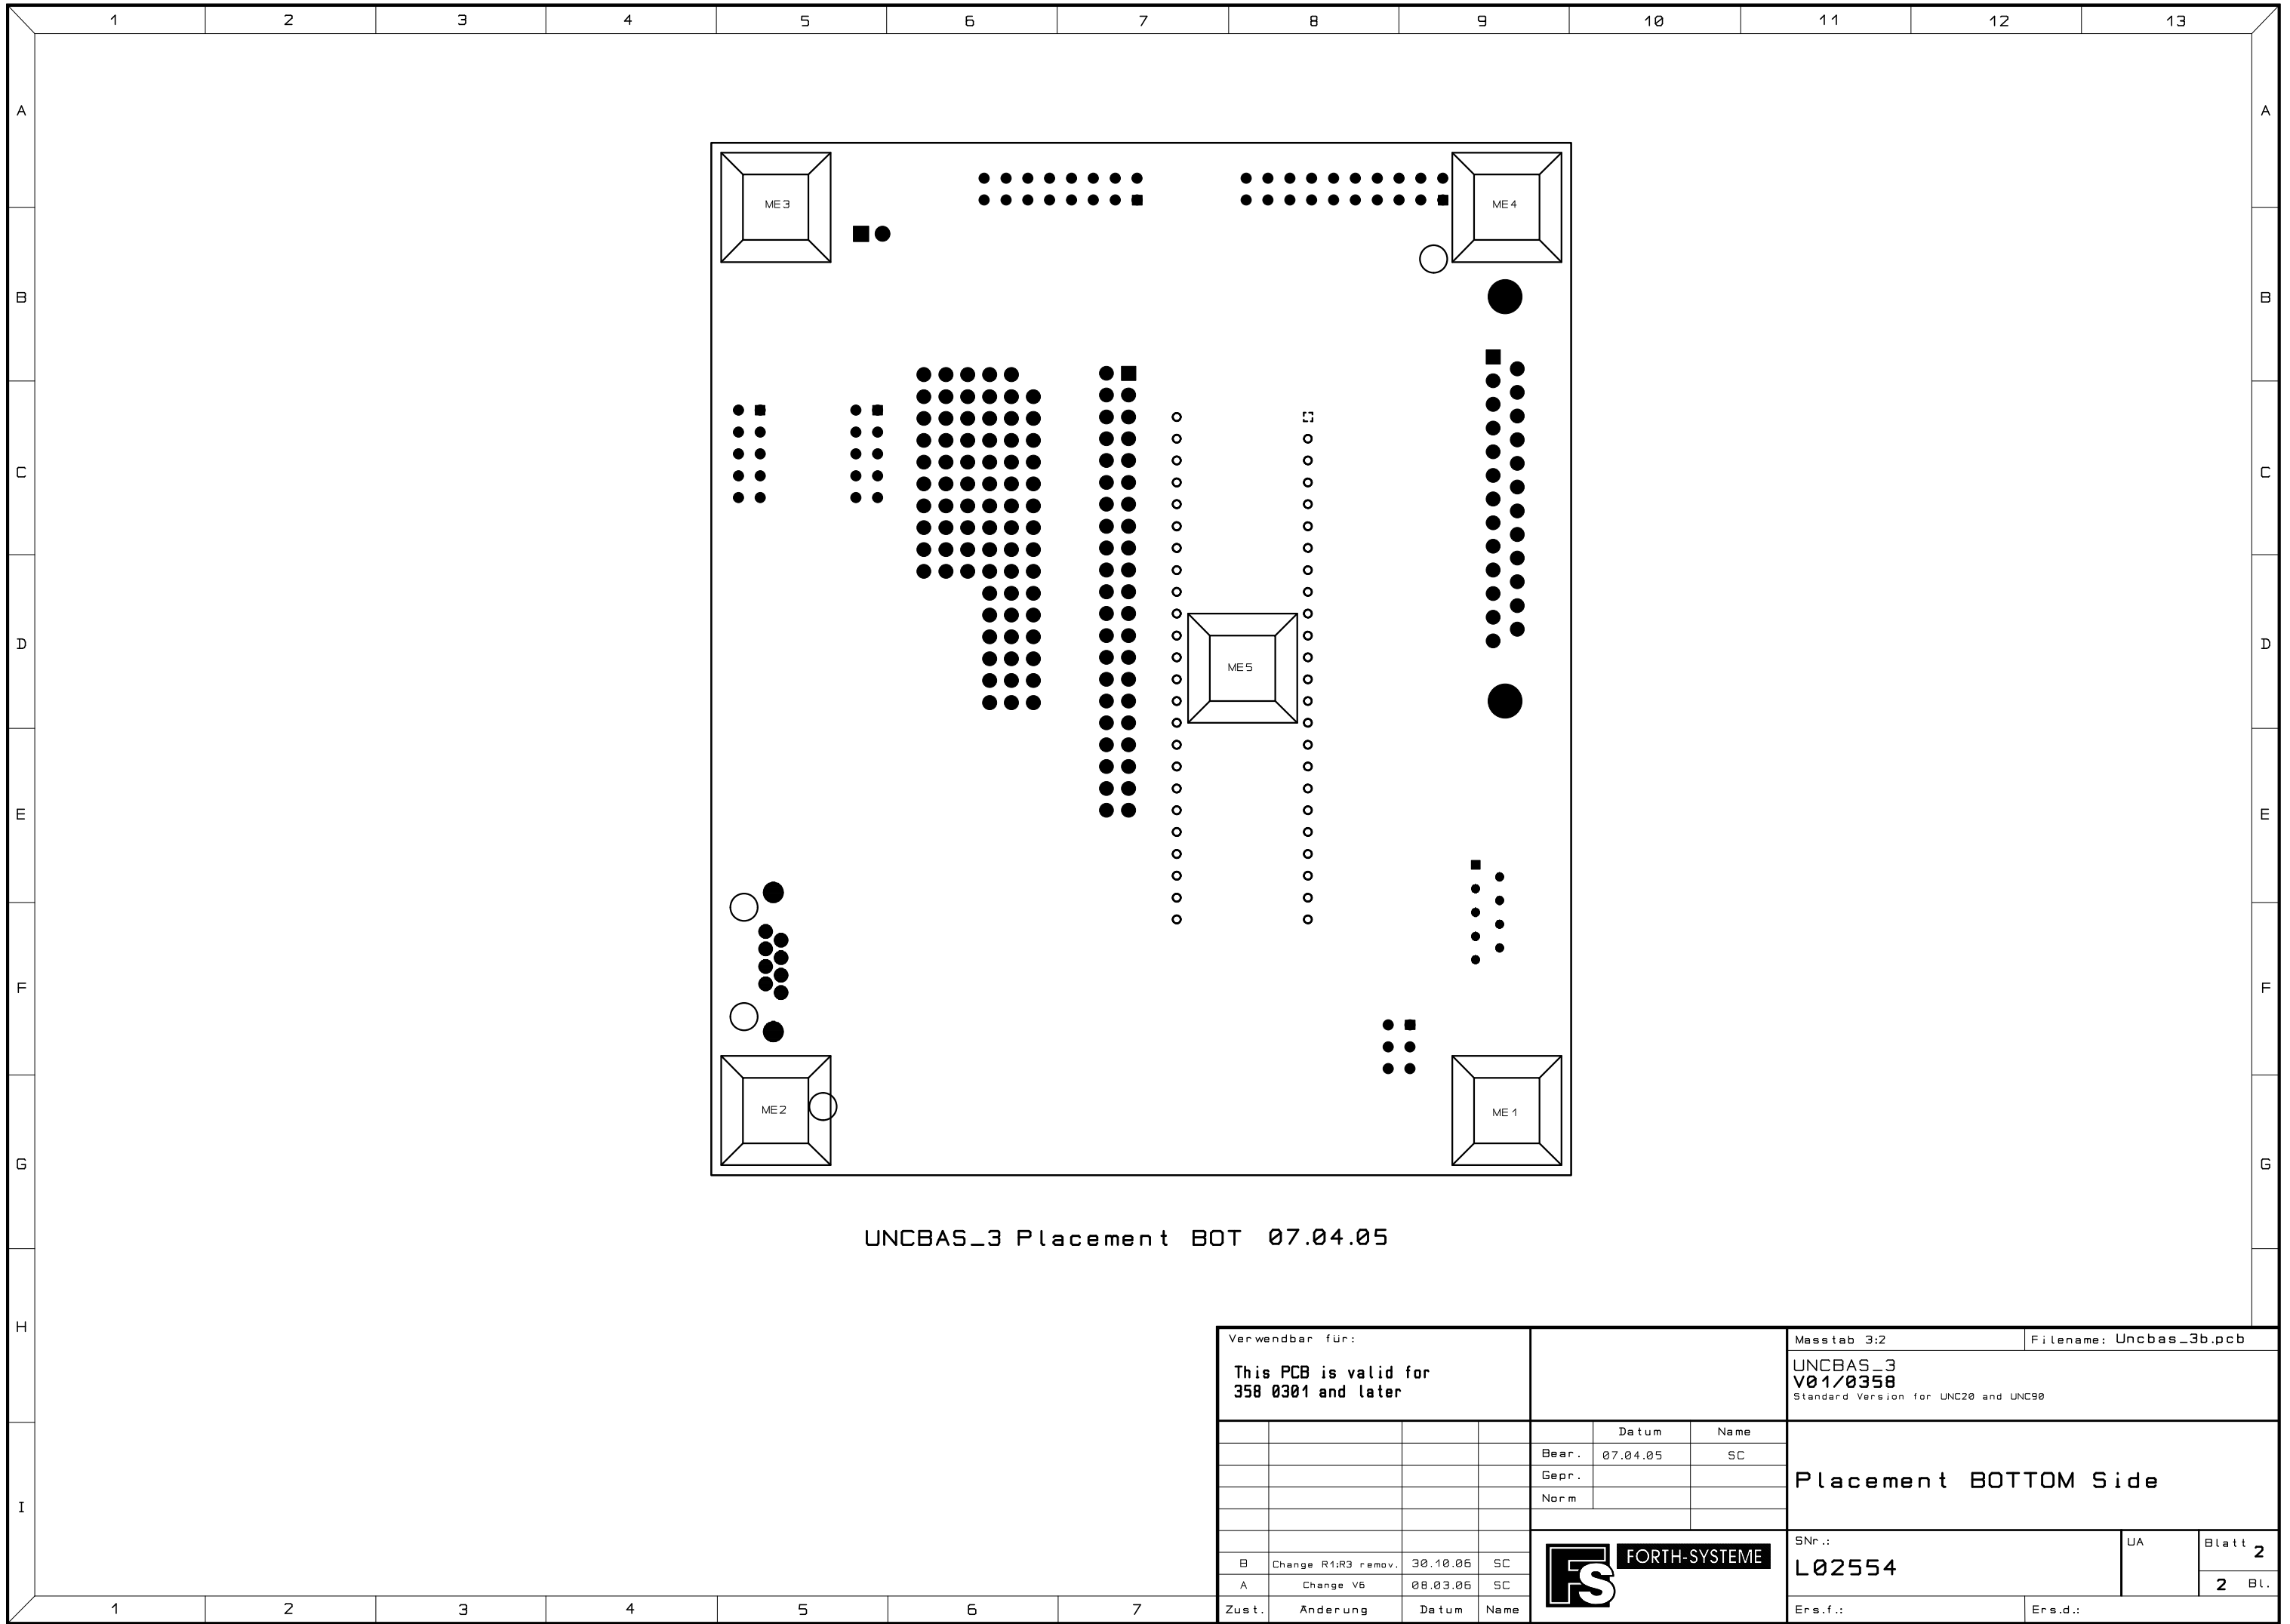 1 2 3 4 5 6 7 8 9 10 11 12 13
A A
ME3 ME4
B B
C C
D D
ME5
E E
F F
ME2 ME1
G G
UNCBAS_3 Placement BOT 07.04.05
H
I
Verwendbar für:
This PCB is valid for
358 0301 and later
Masstab 3:2 Filename: Uncbas_3b.pcb
UNCBAS_3
V01/0358
Standard Version for UNC20 and UNC90
Datum Name
Bear. 07.04.05 SC
Gepr.
Norm
Placement BOTTOM Side
B Change R1;R3 remov. 30.10.06 SC
A Change V6 08.03.06 SC
Zust. Änderung Datum Name
FS FORTH-SYSTEME
SNr.:
L02554
UA
Blatt 2
2 Bl.
Ers.f.: Ers.d.:
1 2 3 4 5 6 7